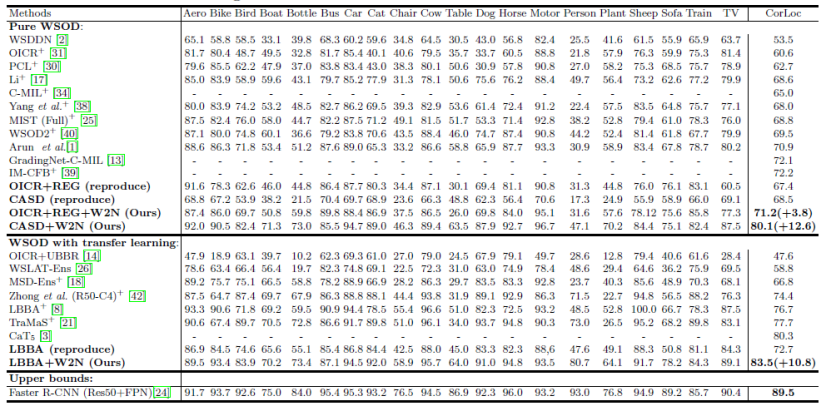 Methods Aero Bike Bird Boat Bottle Bus Car Cat Chair Cow Table Dog Horse Motor Person Plant Sheep Sofa Train TV CorLoc
Pure WSOD:
WSDDN [2] 65.1 58.8 58.5 33.1 39.8 68.3 60.2 59.6 34.8 64.5 30.5 43.0 56.8 82.4 25.5 41.6 61.5 55.9 65.9 63.7 53.5
OICR+ [31] 81.7 80.4 48.7 49.5 32.8 81.7 85.4 40.1 40.6 79.5 35.7 33.7 60.5 88.8 21.8 57.9 76.3 59.9 75.3 81.4 60.6
PCL+ [30] 79.6 85.5 62.2 47.9 37.0 83.8 83.4 43.0 38.3 80.1 50.6 30.9 57.8 90.8 27.0 58.2 75.3 68.5 75.7 78.9 62.7
Li+ [17] 85.0 83.9 58.9 59.6 43.1 79.7 85.2 77.9 31.3 78.1 50.6 75.6 76.2 88.4 49.7 56.4 73.2 62.6 77.2 79.9 68.6
C-MIL+ [34] - - - - - - - - - - - - - - - - - - - - 65.0
Yang et al.+ [38] 80.0 83.9 74.2 53.2 48.5 82.7 86.2 69.5 39.3 82.9 53.6 61.4 72.4 91.2 22.4 57.5 83.5 64.8 75.7 77.1 68.0
MIST (Full)+ [25] 87.5 82.4 76.0 58.0 44.7 82.2 87.5 71.2 49.1 81.5 51.7 53.3 71.4 92.8 38.2 52.8 79.4 61.0 78.3 76.0 68.8
WSOD2+ [40] 87.1 80.0 74.8 60.1 36.6 79.2 83.8 70.6 43.5 88.4 46.0 74.7 87.4 90.8 44.2 52.4 81.4 61.8 67.7 79.9 69.5
Arun et al.[1] 88.6 86.3 71.8 53.4 51.2 87.6 89.0 65.3 33.2 86.6 58.8 65.9 87.7 93.3 30.9 58.9 83.4 67.8 78.7 80.2 70.9
GradingNet-C-MIL [13] - - - - - - - - - - - - - - - - - - - - 72.1
IM-CFB+ [39] - - - - - - - - - - - - - - - - - - - - 72.2
OICR+REG (reproduce) 91.6 78.3 62.6 46.0 44.8 86.4 87.7 80.3 34.4 87.1 30.1 69.4 81.1 90.8 31.3 44.8 76.0 76.1 83.1 60.5 67.4
CASD (reproduce) 68.8 67.2 53.9 38.2 21.5 70.4 49.7 68.9 23.6 66.3 48.8 62.3 56.4 70.6 17.3 24.9 55.9 58.9 66.0 69.1 68.5
OICR+REG+W2N (Ours) 87.4 86.0 69.7 50.8 59.8 89.8 88.4 86.9 37.5 86.5 26.0 69.8 84.0 95.1 31.6 57.6 78.12 75.6 85.8 77.3 71.2(+3.8)
CASD+W2N (Ours) 92.0 90.5 82.4 71.3 73.0 85.5 94.7 89.0 46.3 89.4 63.5 87.9 92.7 96.7 47.1 70.2 84.4 75.1 82.4 87.5 80.1(+12.6)
WSOD with transfer learning:
OICR+UBBR [14] 47.9 18.9 63.1 39.7 10.2 62.3 69.3 61.0 27.0 79.0 24.5 67.9 79.1 49.7 28.6 12.8 79.4 40.6 61.6 28.4 47.6
WSLAT-Ens [26] 78.6 63.4 66.4 56.4 19.7 82.3 74.8 69.1 22.5 72.3 31.0 63.0 74.9 78.4 48.6 29.4 64.6 36.2 75.9 69.5 58.8
MSD-Ens+ [18] 89.2 75.7 75.1 66.5 58.8 78.2 88.9 66.9 28.2 86.3 29.7 83.5 83.3 92.8 23.7 40.3 85.6 48.9 70.3 68.1 66.8
Zhong et al. (R50-C4)+ [42] 87.5 64.7 87.4 69.7 67.9 86.3 88.8 88.1 44.4 93.8 31.9 89.1 92.9 86.3 71.5 22.7 94.8 56.5 88.2 76.3 74.4
LBBA+ [8] 93.3 90.6 71.8 69.2 59.5 90.9 94.4 78.5 55.4 96.6 51.0 82.3 72.5 93.2 48.5 52.8 100.0 66.7 78.3 87.5 76.7
TraMaS+ [21] 90.6 67.4 89.7 70.5 72.8 86.6 91.7 89.8 51.0 96.1 34.0 93.7 94.8 90.3 73.0 26.5 95.2 68.2 89.8 83.1 77.7
CaT5 [3] - - - - - - - - - - - - - - - - - - - - 80.3
LBBA (reproduce) 86.9 84.5 74.6 65.6 55.1 85.4 86.8 84.4 42.5 88.0 45.0 83.3 82.3 88,6 47.6 49.1 88.3 50.8 81.1 84.3 72.7
LBBA+W2N (Ours) 89.5 93.4 83.9 70.2 73.4 87.1 94.5 92.0 58.9 95.7 64.0 91.0 94.8 93.5 80.7 64.1 91.7 78.2 84.3 89.1 83.5(+10.8)
Upper bounds:
Faster R-CNN (Res50+FPN)[24] 91.7 93.7 92.6 75.0 84.0 95.4 95.3 93.2 76.5 94.5 86.9 92.3 96.0 93.2 93.0 76.8 94.9 89.2 85.7 90.4 89.5